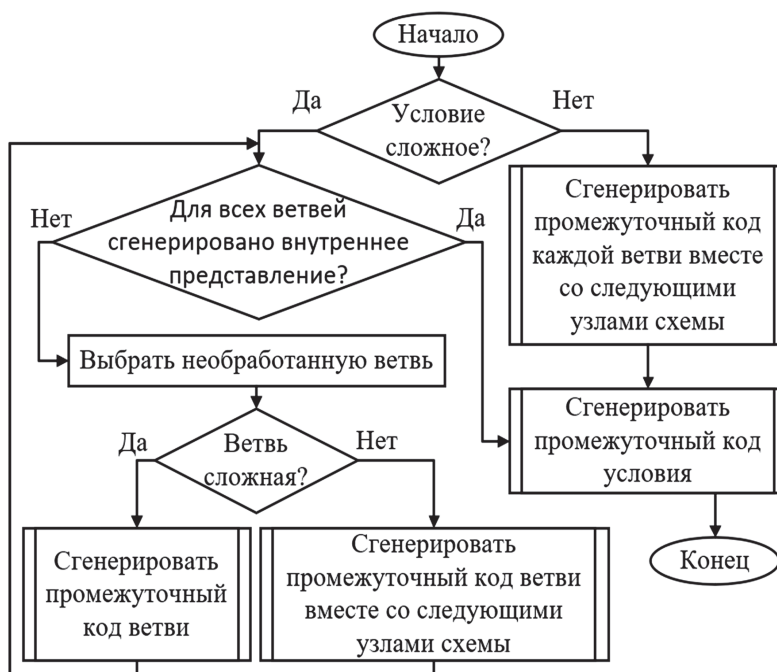 Начало
Да
Условие
сложное?
Нет
Сгенерировать
промежуточный код
каждой ветви вместе
со следующими
узлами схемы
Нет
Для всех ветвей
сгенерировано внутреннее
представление?
Да
Выбрать необработанную ветвь
Сгенерировать
промежуточный код
условия
Да
Ветвь
сложная?
Нет
Сгенерировать
промежуточный
код ветви
Сгенерировать
промежуточный код ветви
вместе со следующими
узлами схемы
Конец